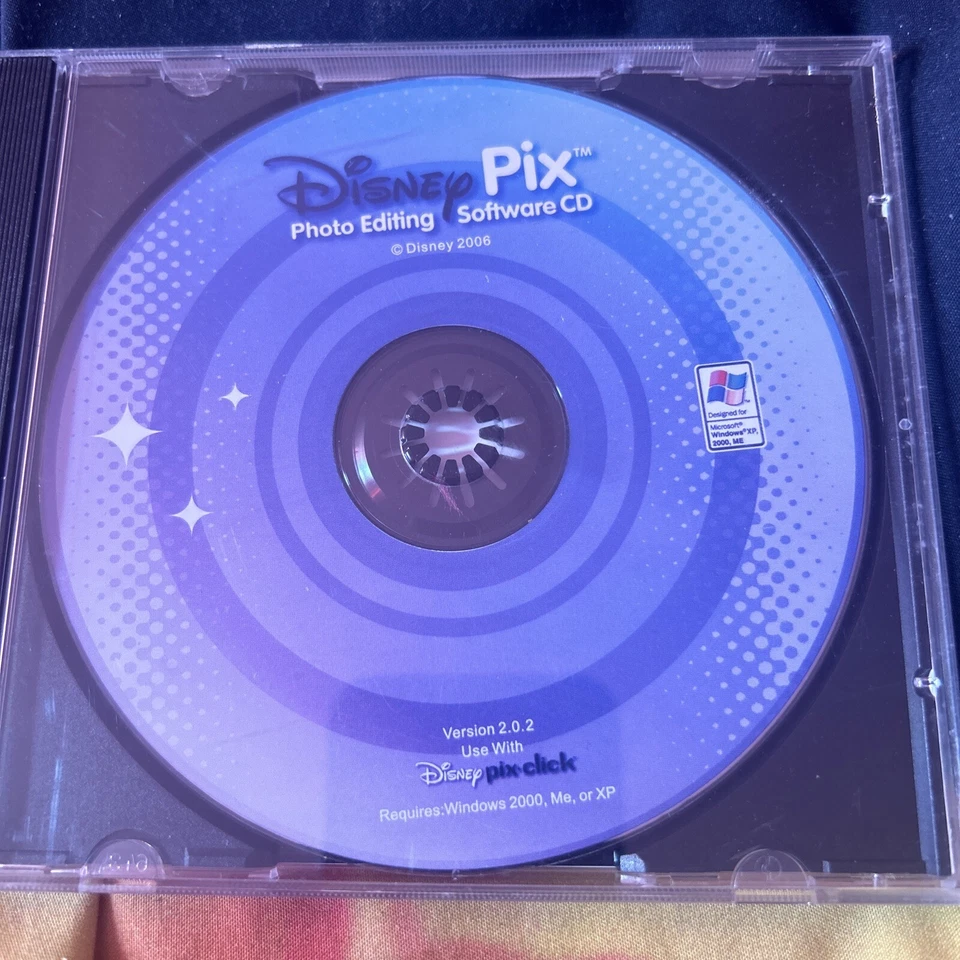 Disney Pix™
Photo Editing Software CD
© Disney 2006
Designed for
Microsoft®
Windows®XP,
2000, ME
Version 2.0.2
Use With
Disney pix-click
Requires:Windows 2000, Me, or XP